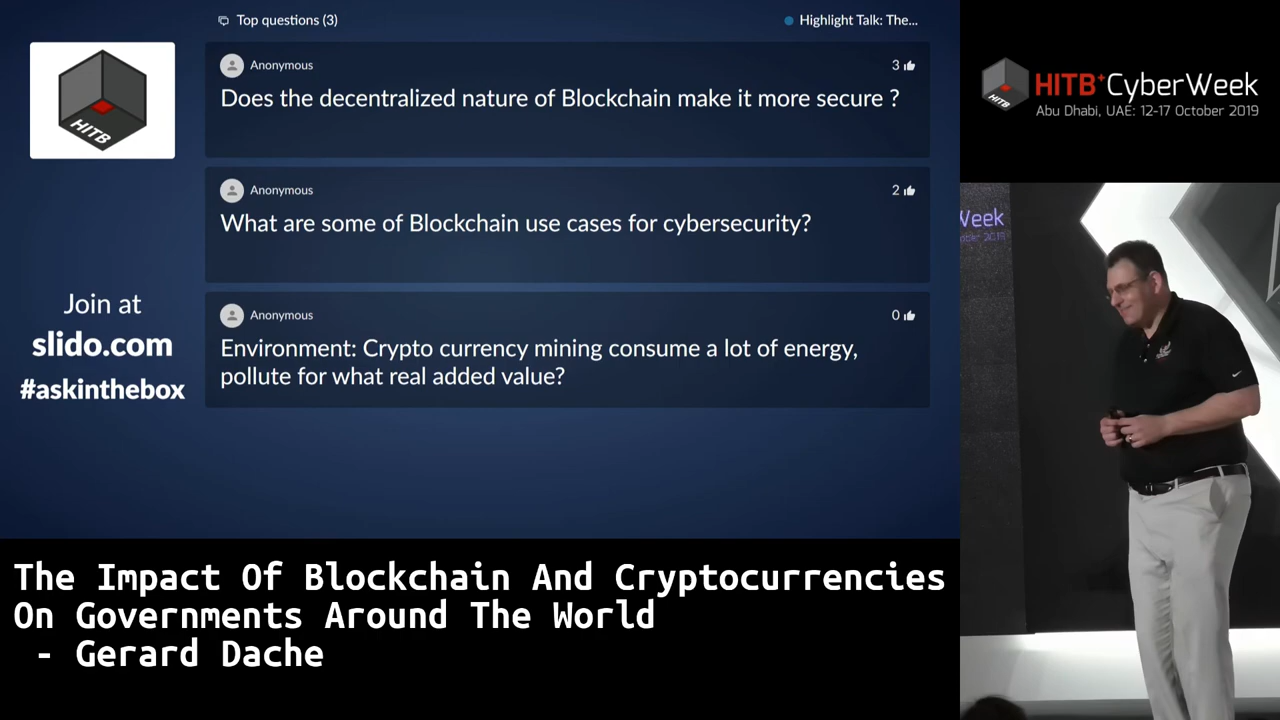 Top questions (3)
Highlight Talk: The...
HITB
Anonymous
3
Does the decentralized nature of Blockchain make it more secure ?
Anonymous
2
What are some of Blockchain use cases for cybersecurity?
Anonymous
0
Environment: Crypto currency mining consume a lot of energy,
pollute for what real added value?
Join at
slido.com
#askinthebox
HITB
HITB+CyberWeek
Abu Dhabi, UAE: 12-17 October 2019
Week
The Impact Of Blockchain And Cryptocurrencies
On Governments Around The World
- Gerard Dache